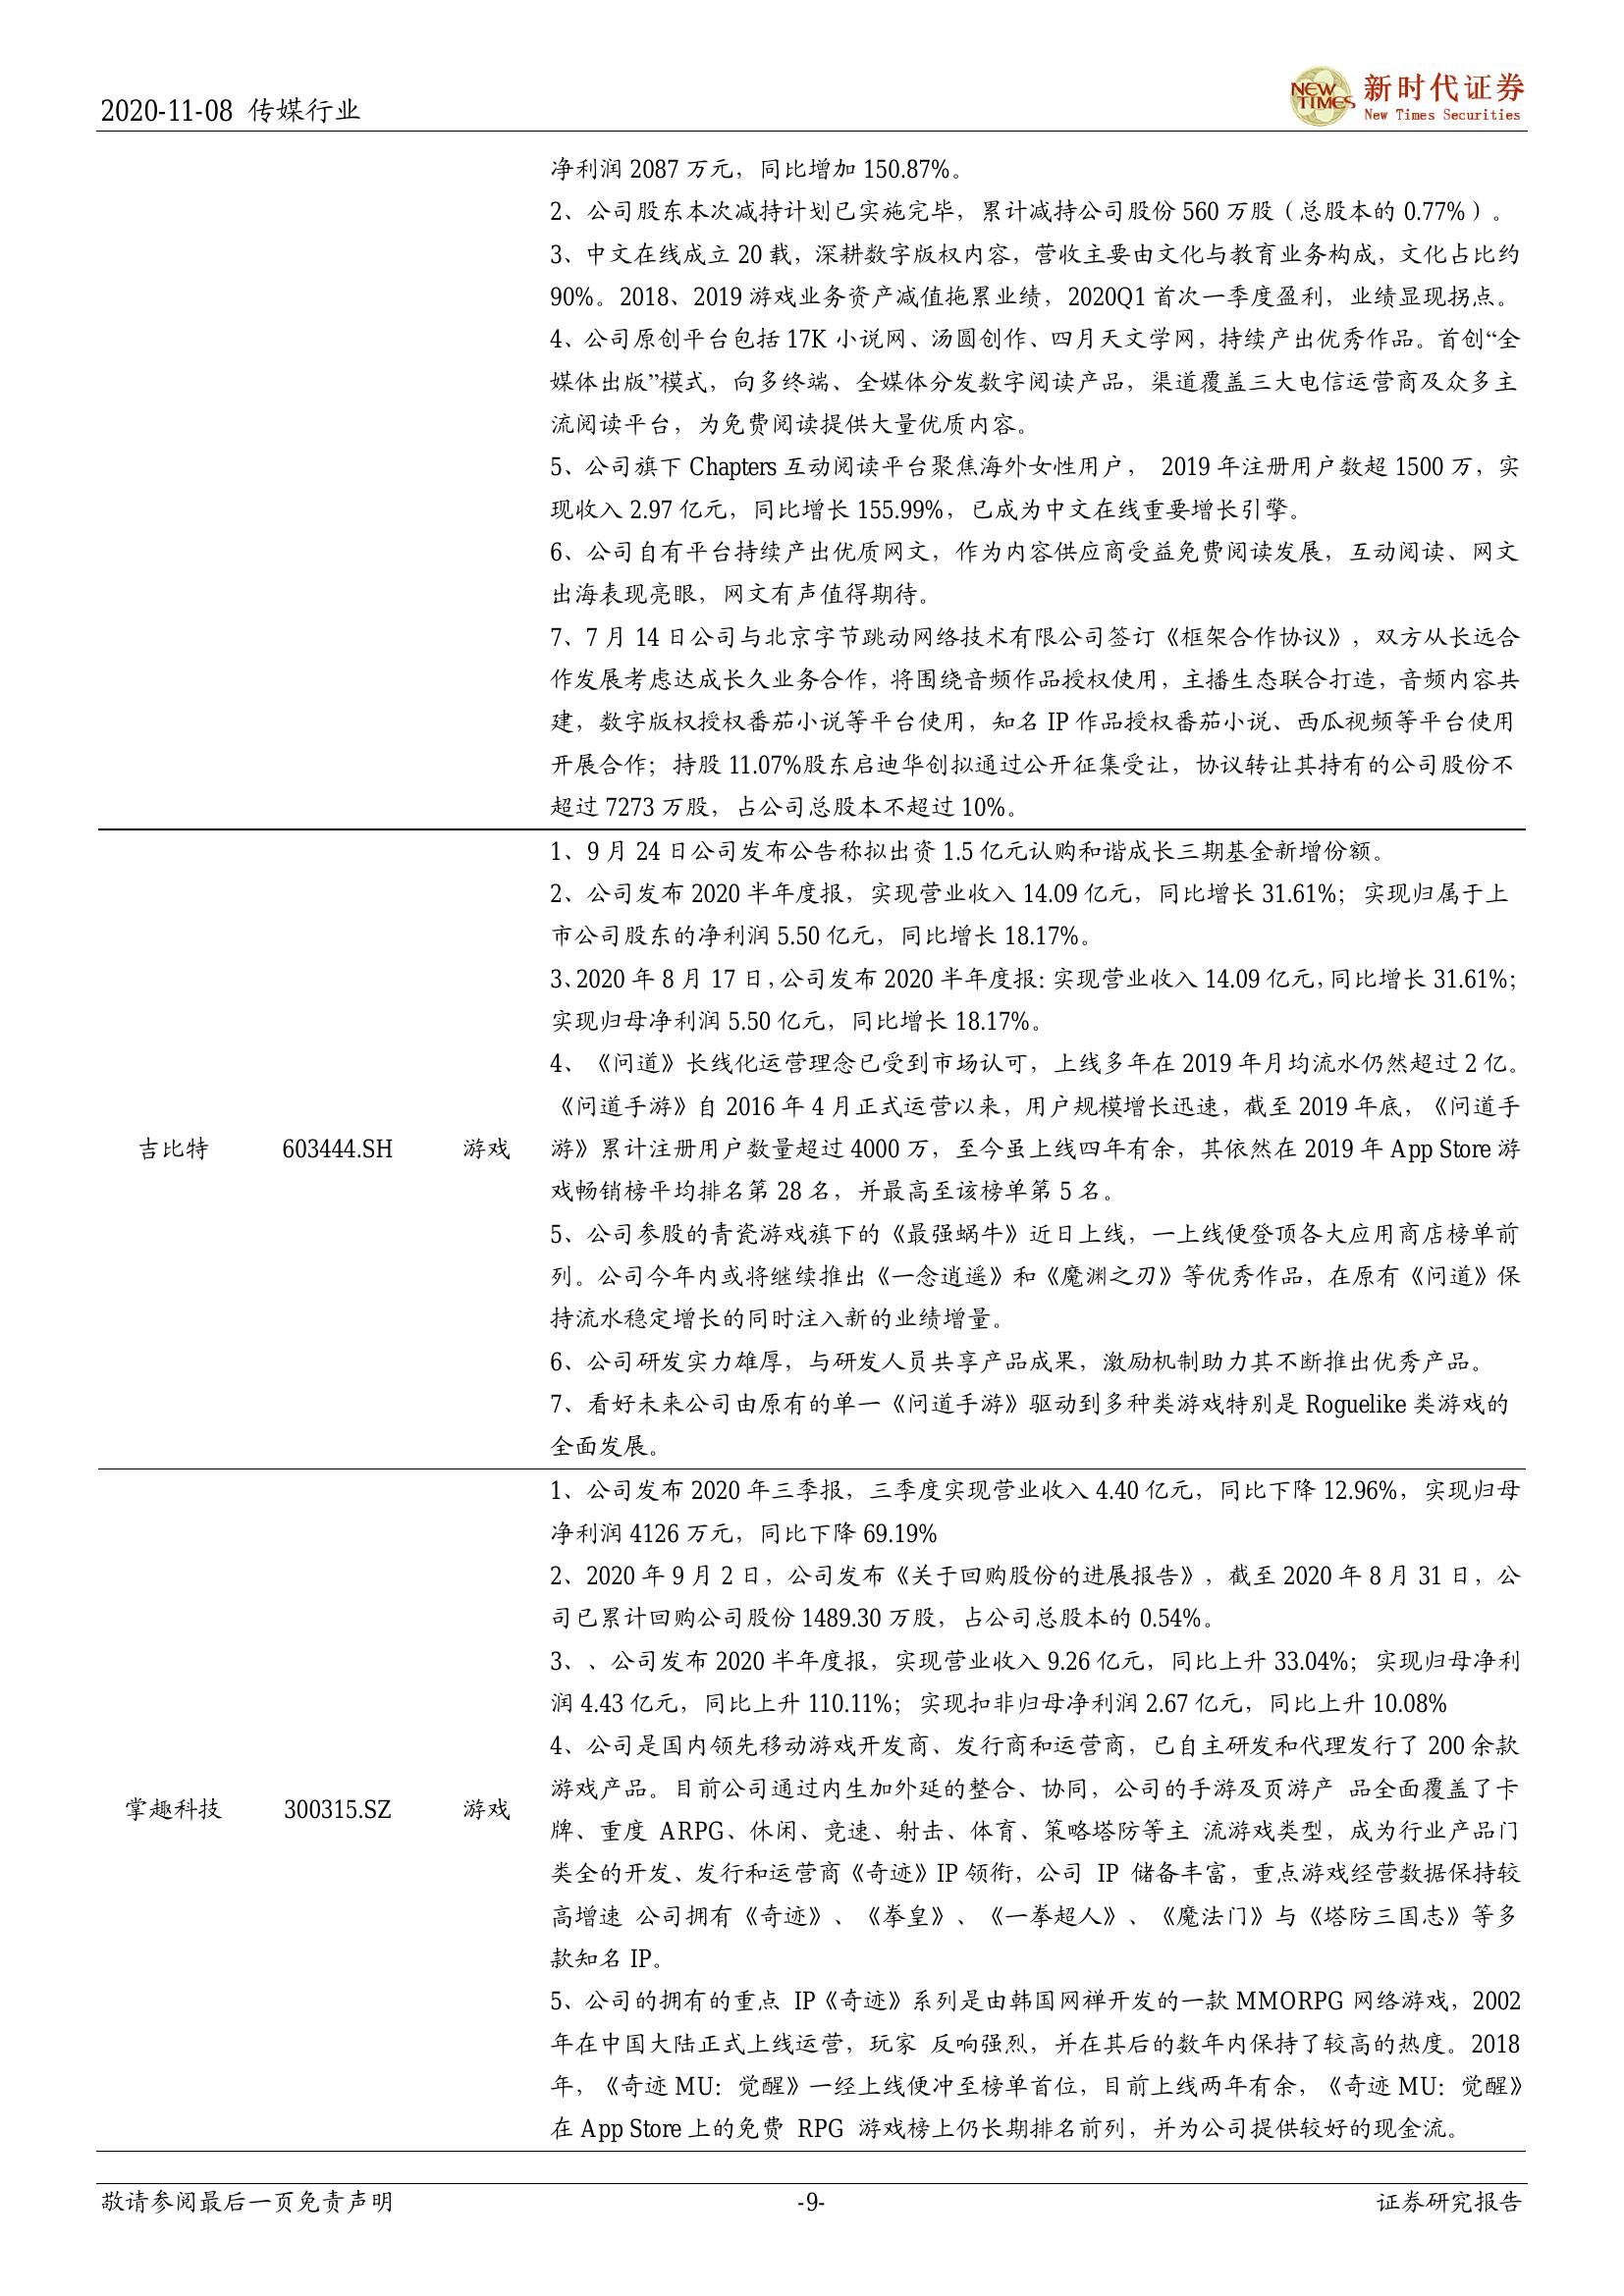 2020-11-08 传媒行业
NEW TIMES
新时代证券
New Times Securities
净利润 2087 万元，同比增加 150.87%。
2、公司股东本次减持计划已实施完毕，累计减持公司股份 560 万股（总股本的 0.77%）。
3、中文在线成立 20 载，深耕数字版权内容，营收主要由文化与教育业务构成，文化占比约
90%。2018、2019 游戏业务资产减值拖累业绩，2020Q1 首次一季度盈利，业绩显现拐点。
4、公司原创平台包括 17K 小说网、汤圆创作、四月天文学网，持续产出优秀作品。首创“全
媒体出版”模式，向多终端、全媒体分发数字阅读产品，渠道覆盖三大电信运营商及众多主
流阅读平台，为免费阅读提供大量优质内容。
5、公司旗下 Chapters 互动阅读平台聚焦海外女性用户， 2019 年注册用户数超 1500 万，实
现收入 2.97 亿元，同比增长 155.99%，已成为中文在线重要增长引擎。
6、公司自有平台持续产出优质网文，作为内容供应商受益免费阅读发展，互动阅读、网文
出海表现亮眼，网文有声值得期待。
7、7 月 14 日公司与北京字节跳动网络技术有限公司签订《框架合作协议》，双方从长远合
作发展考虑达成长久业务合作，将围绕音频作品授权使用，主播生态联合打造，音频内容共
建，数字版权授权番茄小说等平台使用，知名 IP 作品授权番茄小说、西瓜视频等平台使用
开展合作；持股 11.07%股东启迪华创拟通过公开征集受让，协议转让其持有的公司股份不
超过 7273 万股，占公司总股本不超过 10%。
1、9 月 24 日公司发布公告称拟出资 1.5 亿元认购和谐成长三期基金新增份额。
2、公司发布 2020 半年度报，实现营业收入 14.09 亿元，同比增长 31.61%；实现归属于上
市公司股东的净利润 5.50 亿元，同比增长 18.17%。
3、2020 年 8 月 17 日，公司发布 2020 半年度报：实现营业收入 14.09 亿元，同比增长 31.61%；
实现归母净利润 5.50 亿元，同比增长 18.17%。
4、《问道》长线化运营理念已受到市场认可，上线多年在 2019 年月均流水仍然超过 2 亿。
《问道手游》自 2016 年 4 月正式运营以来，用户规模增长迅速，截至 2019 年底，《问道手
吉比特 603444.SH 游戏 游》累计注册用户数量超过 4000 万，至今虽上线四年有余，其依然在 2019 年 App Store 游
戏畅销榜平均排名第 28 名，并最高至该榜单第 5 名。
5、公司参股的青瓷游戏旗下的《最强蜗牛》近日上线，一上线便登顶各大应用商店榜单前
列。公司今年内或将继续推出《一念逍遥》和《魔渊之刃》等优秀作品，在原有《问道》保
持流水稳定增长的同时注入新的业绩增量。
6、公司研发实力雄厚，与研发人员共享产品成果，激励机制助力其不断推出优秀产品。
7、看好未来公司由原有的单一《问道手游》驱动到多种类游戏特别是 Roguelike 类游戏的
全面发展。
1、公司发布 2020 年三季报，三季度实现营业收入 4.40 亿元，同比下降 12.96%，实现归母
净利润 4126 万元，同比下降 69.19%
2、2020 年 9 月 2 日，公司发布《关于回购股份的进展报告》，截至 2020 年 8 月 31 日，公
司已累计回购公司股份 1489.30 万股，占公司总股本的 0.54%。
3、、公司发布 2020 半年度报，实现营业收入 9.26 亿元，同比上升 33.04%；实现归母净利
润 4.43 亿元，同比上升 110.11%；实现扣非归母净利润 2.67 亿元，同比上升 10.08%
4、公司是国内领先移动游戏开发商、发行商和运营商，已自主研发和代理发行了 200 余款
游戏产品。目前公司通过内生加外延的整合、协同，公司的手游及页游产 品全面覆盖了卡
掌趣科技 300315.SZ 游戏 牌、重度 ARPG、休闲、竞速、射击、体育、策略塔防等主 流游戏类型，成为行业产品门
类全的开发、发行和运营商《奇迹》IP 领衔，公司 IP 储备丰富，重点游戏经营数据保持较
高增速 公司拥有《奇迹》、《拳皇》、《一拳超人》、《魔法门》与《塔防三国志》等多
款知名 IP。
5、公司的拥有的重点 IP《奇迹》系列是由韩国网禅开发的一款 MMORPG 网络游戏，2002
年在中国大陆正式上线运营，玩家 反响强烈，并在其后的数年内保持了较高的热度。2018
年，《奇迹 MU：觉醒》一经上线便冲至榜单首位，目前上线两年有余，《奇迹 MU：觉醒》
在 App Store 上的免费 RPG 游戏榜上仍长期排名前列，并为公司提供较好的现金流。
敬请参阅最后一页免责声明 -9- 证券研究报告